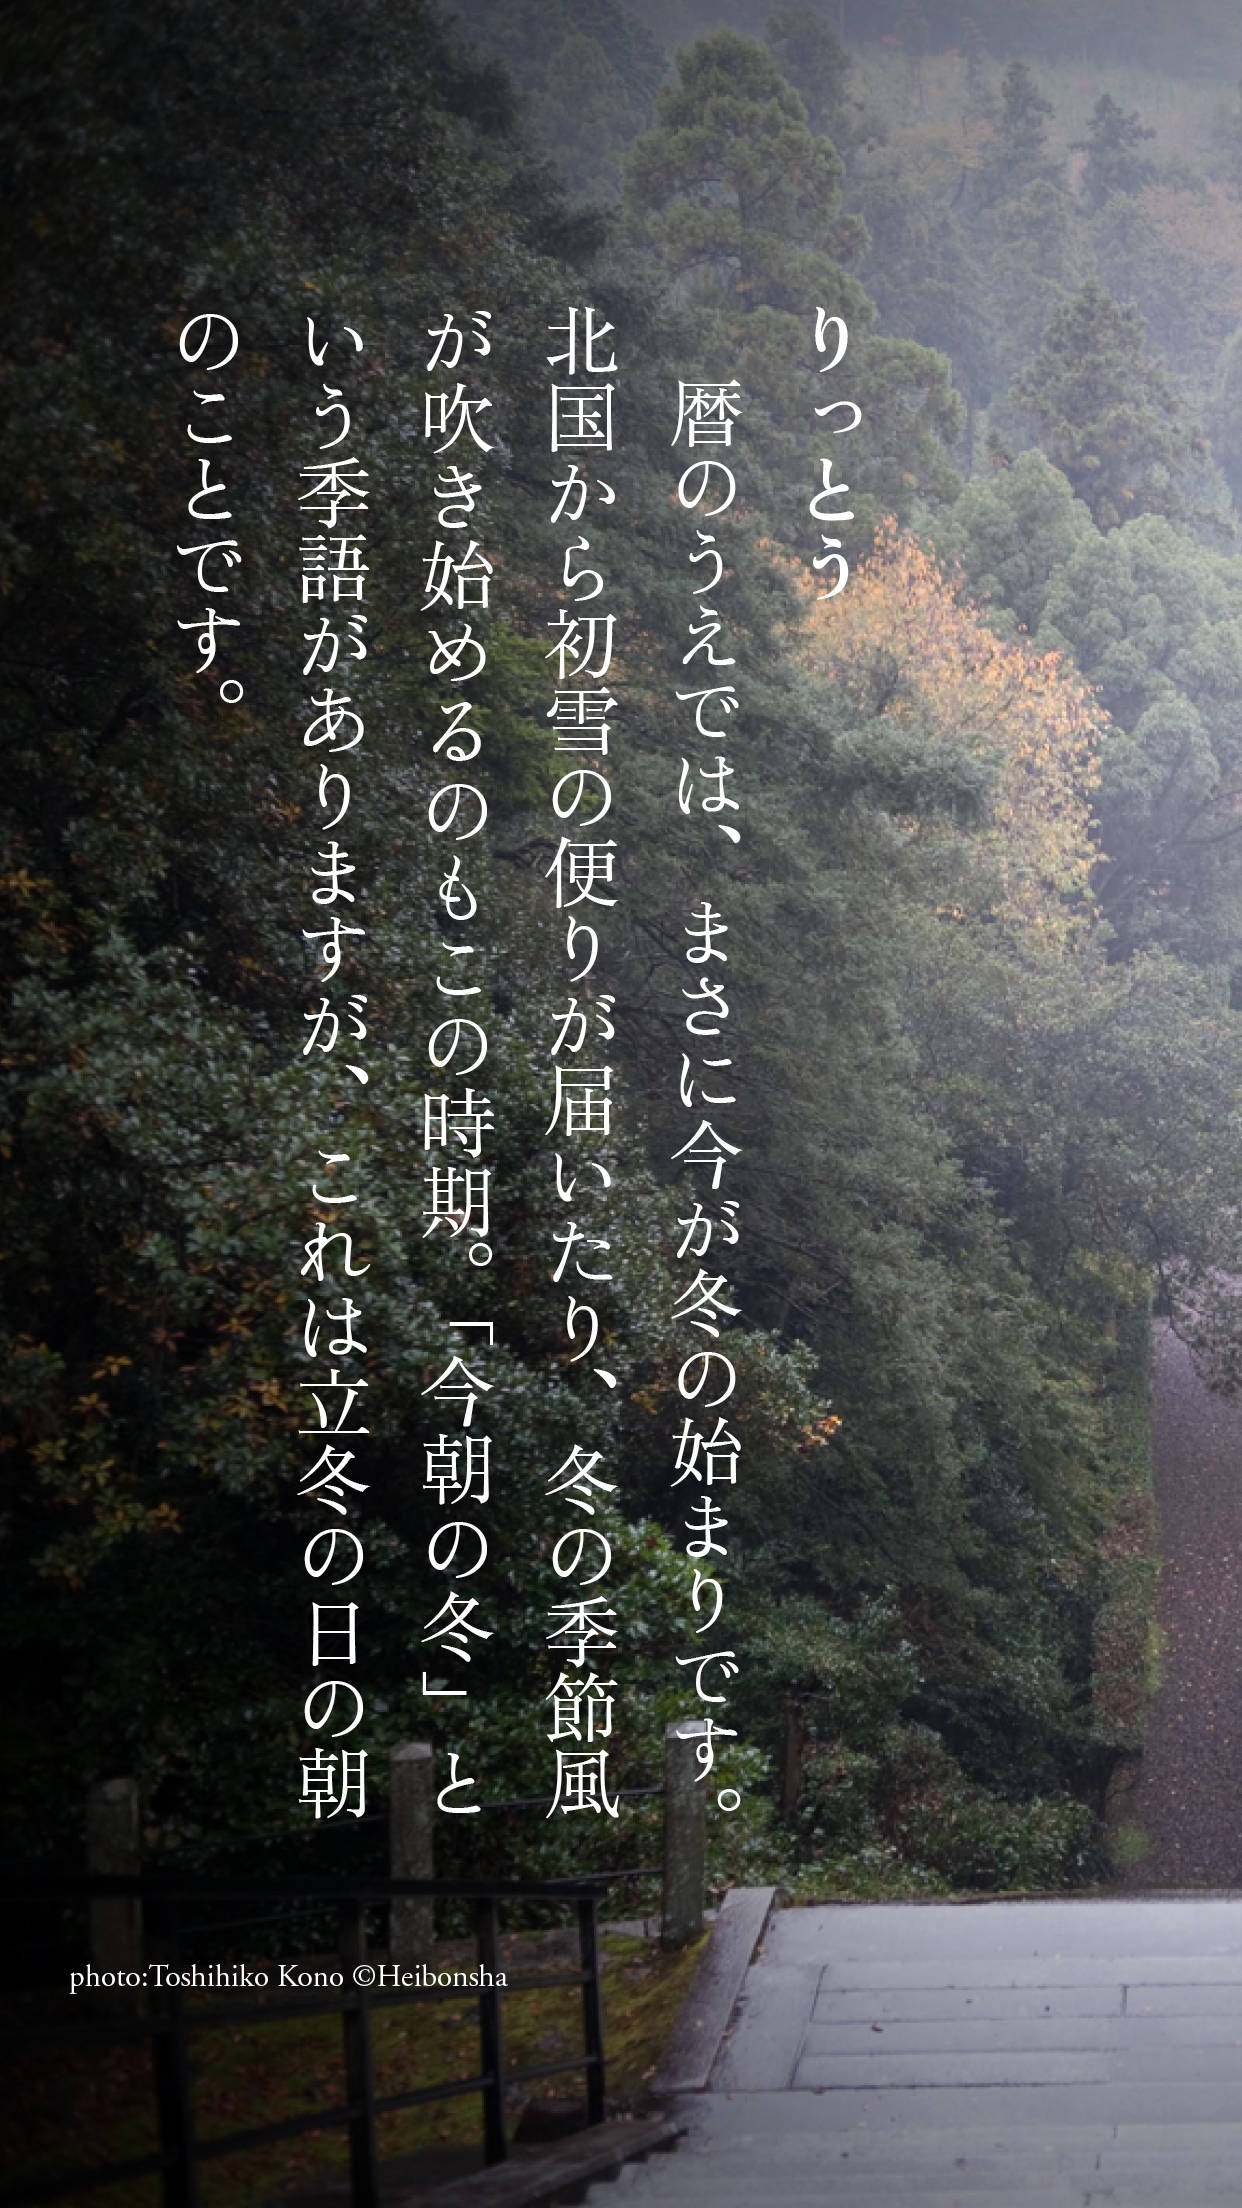 りっとう
暦のうえでは、まさに今が冬の始まりです。
北国から初雪の便りが届いたり、冬の季節風
が吹き始めるのもこの時期。「今朝の冬」と
いう季語がありますが、これは立冬の日の朝
のことです。
photo:Toshihiko Kono ©Heibonsha